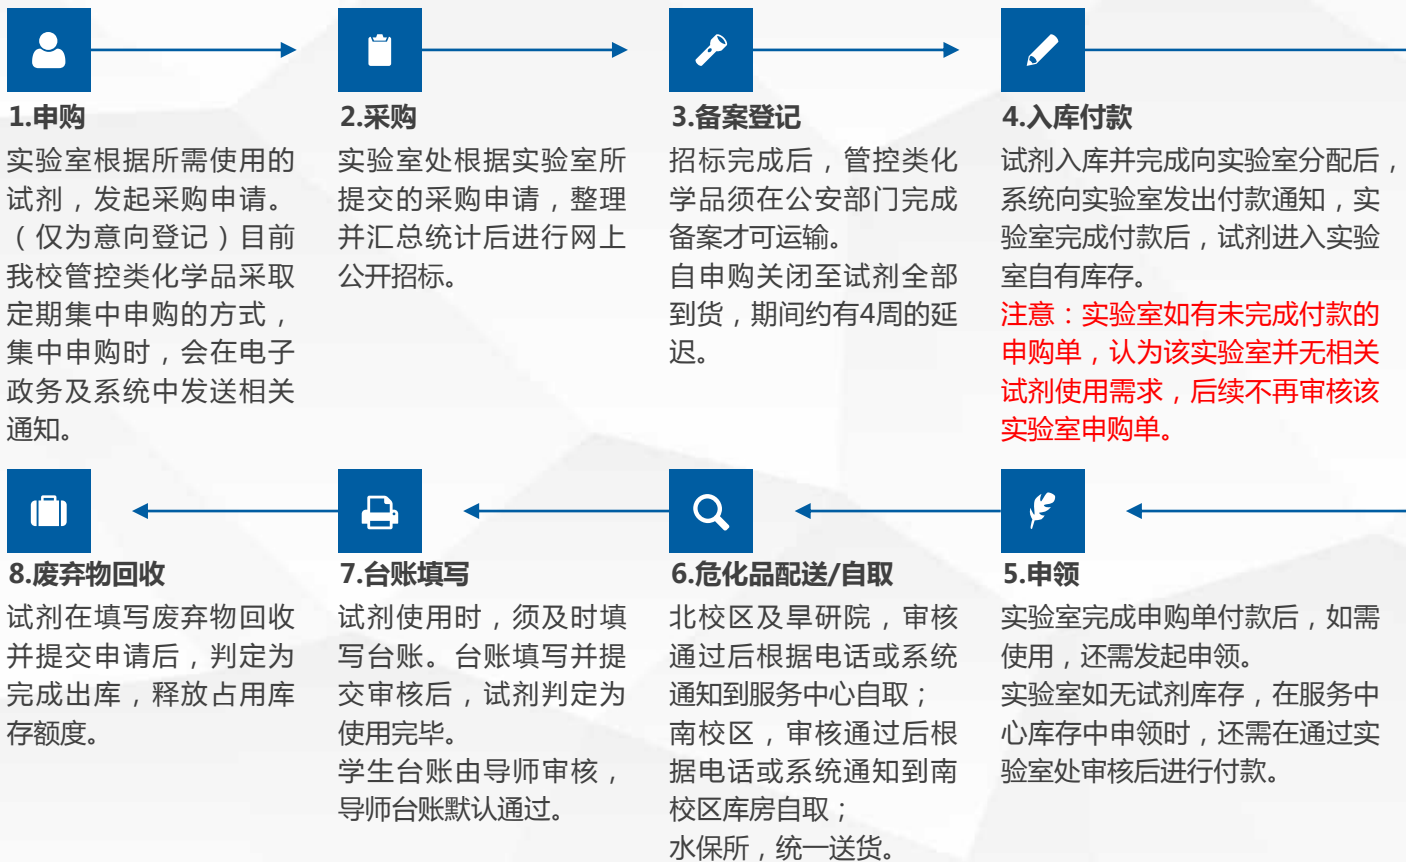 1.申购
实验室根据所需使用的
试剂，发起采购申请。
（仅为意向登记）目前
我校管控类化学品采取
定期集中申购的方式，
集中申购时，会在电子
政务及系统中发送相关
通知。
2.采购
实验室处根据实验室所
提交的采购申请，整理
并汇总统计后进行网上
公开招标。
3.备案登记
招标完成后，管控类化
学品须在公安部门完成
备案才可运输。
自申购关闭至试剂全部
到货，期间约有4周的延
迟。
4.入库付款
试剂入库并完成向实验室分配后，
系统向实验室发出付款通知，实
验室完成付款后，试剂进入实验
室自有库存。
注意：实验室如有未完成付款的
申购单，认为该实验室并无相关
试剂使用需求，后续不再审核该
实验室申购单。
5.申领
实验室完成申购单付款后，如需
使用，还需发起申领。
实验室如无试剂库存，在服务中
心库存中申领时，还需在通过实
验室处审核后进行付款。
6.危化品配送/自取
北校区及旱研院，审核
通过后根据电话或系统
通知到服务中心自取；
南校区，审核通过后根
据电话或系统通知到南
校区库房自取；
水保所，统一送货。
7.台账填写
试剂使用时，须及时填
写台账。台账填写并提
交审核后，试剂判定为
使用完毕。
学生台账由导师审核，
导师台账默认通过。
8.废弃物回收
试剂在填写废弃物回收
并提交申请后，判定为
完成出库，释放占用库
存额度。